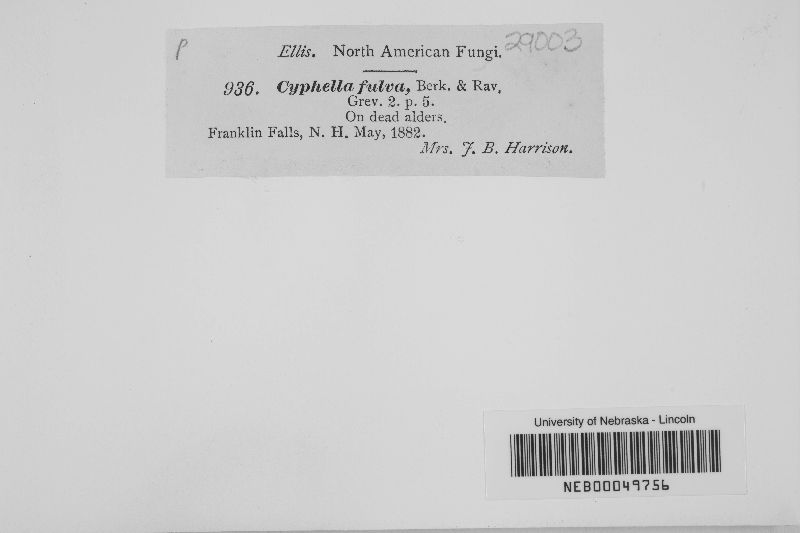 P
Ellis. North American Fungi. 29003
936. Cyphella fulva, Berk. & Rav.
Grev. 2. p. 5.
On dead alders.
Franklin Falls, N. H. May, 1882.
Mrs. J. B. Harrison.
University of Nebraska - Lincoln
NEB00049756